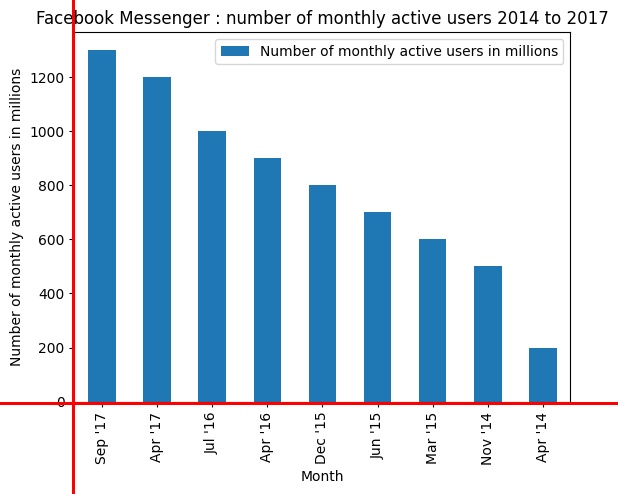 Facebook Messenger : number of monthly active users 2014 to 2017
Number of monthly active users in millions
Number of monthly active users in millions
1200
1000
800
600
400
200
0
Sep '17
Apr '17
Jul '16
Apr '16
Dec '15
Jun '15
Mar '15
Nov '14
Apr '14
Month